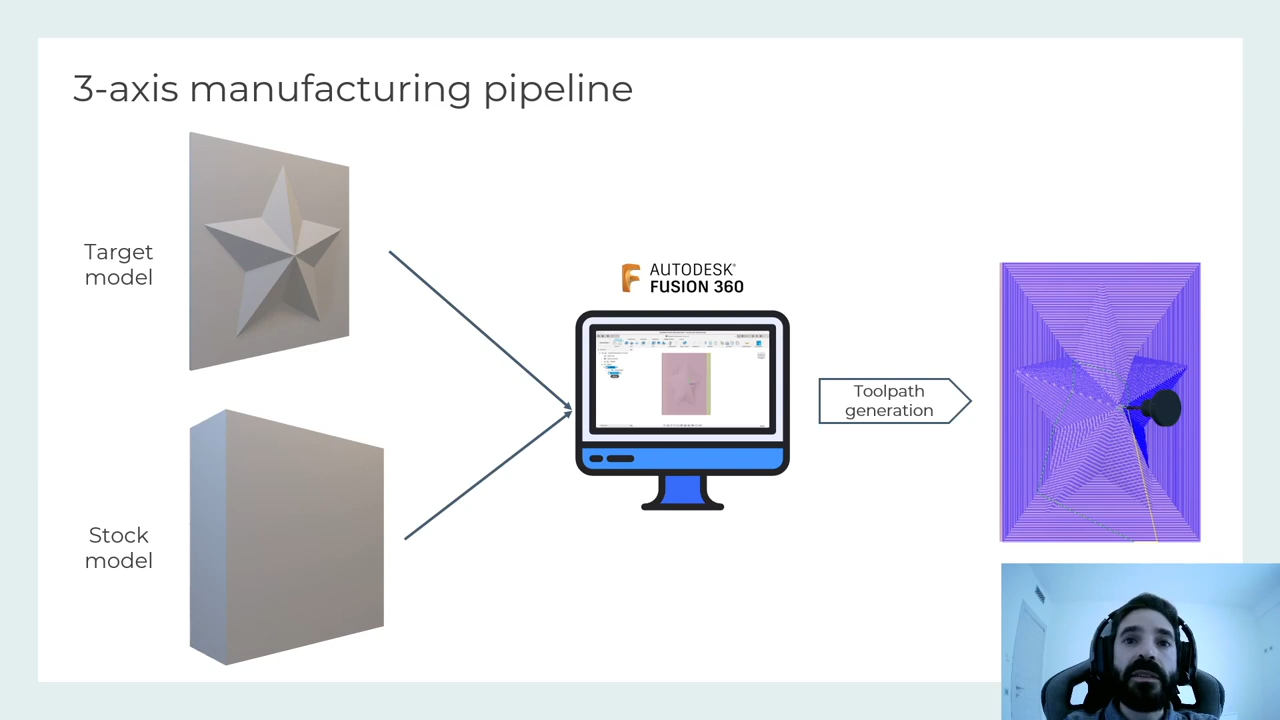 3-axis manufacturing pipeline
Target
model
AUTODESK®
FUSION 360
Toolpath
generation
Stock
model